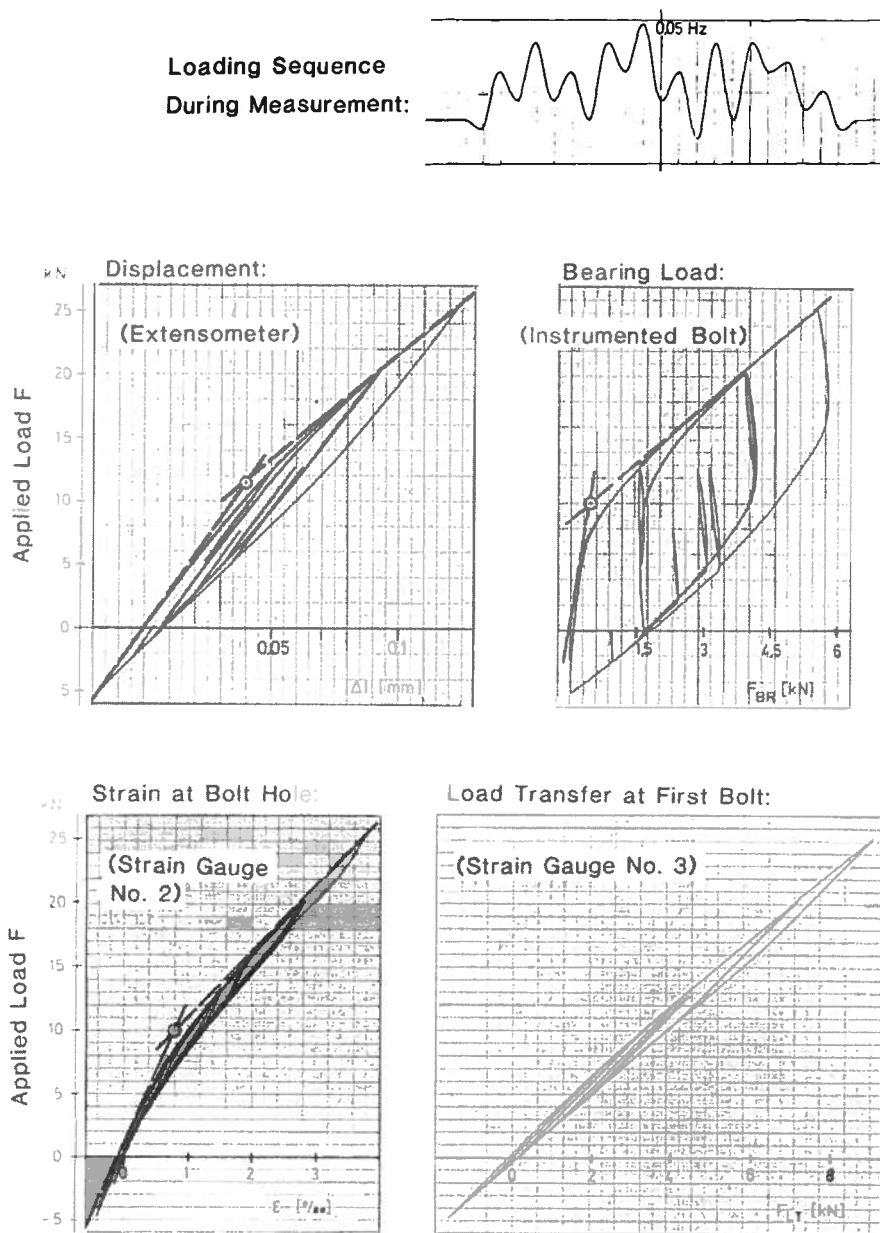 0.05 Hz
Loading Sequence
During Measurement:
kN
Displacement:
Bearing Load:
25
(Extensometer)
(Instrumented Bolt)
20
15
10
5
0
5
Applied Load F
0.05
0.1
Δl [mm]
1.5
3
4.5
6
F_BR [kN]
Strain at Bolt Hole:
Load Transfer at First Bolt:
kN
25
(Strain Gauge
No. 2)
(Strain Gauge No. 3)
20
15
10
5
0
-5
Applied Load F
0
1
2
3
ε [°/oo]
0
2
4
6
8
F_LT [kN]